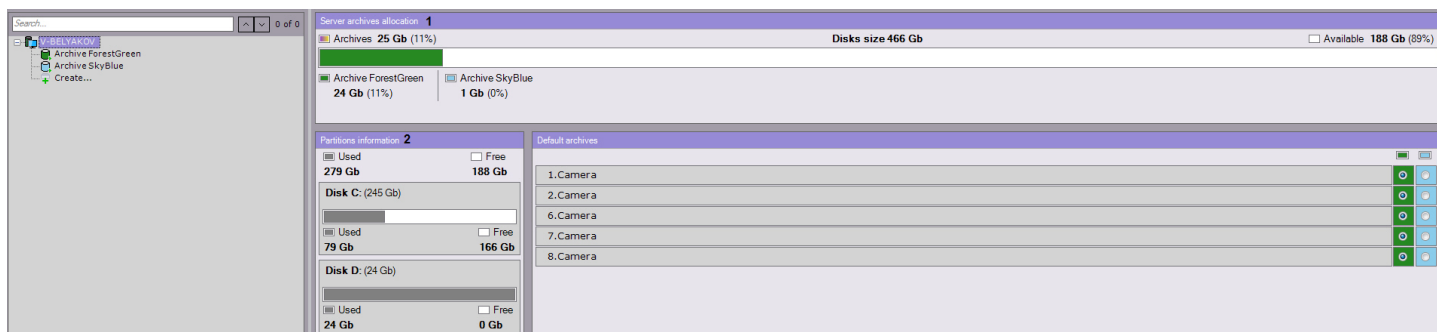 Search...
0 of 0
V-BELYAKOV
Archive ForestGreen
Archive SkyBlue
Create...
Server archives allocation 1
Archives 25 Gb (11%) Disks size 466 Gb Available 188 Gb (89%)
Archive ForestGreen Archive SkyBlue
24 Gb (11%) 1 Gb (0%)
Partitions information 2
Used Free
279 Gb 188 Gb
Disk C: (245 Gb)
Used Free
79 Gb 166 Gb
Disk D: (24 Gb)
Used Free
24 Gb 0 Gb
Default archives
1.Camera
2.Camera
6.Camera
7.Camera
8.Camera